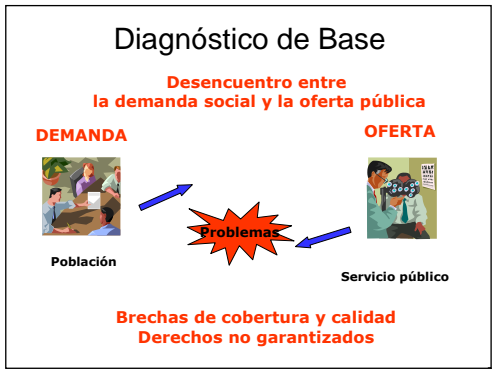 Diagnóstico de Base
Desencuentro entre
la demanda social y la oferta pública
DEMANDA
OFERTA
Problemas
Población
Servicio público
Brechas de cobertura y calidad
Derechos no garantizados